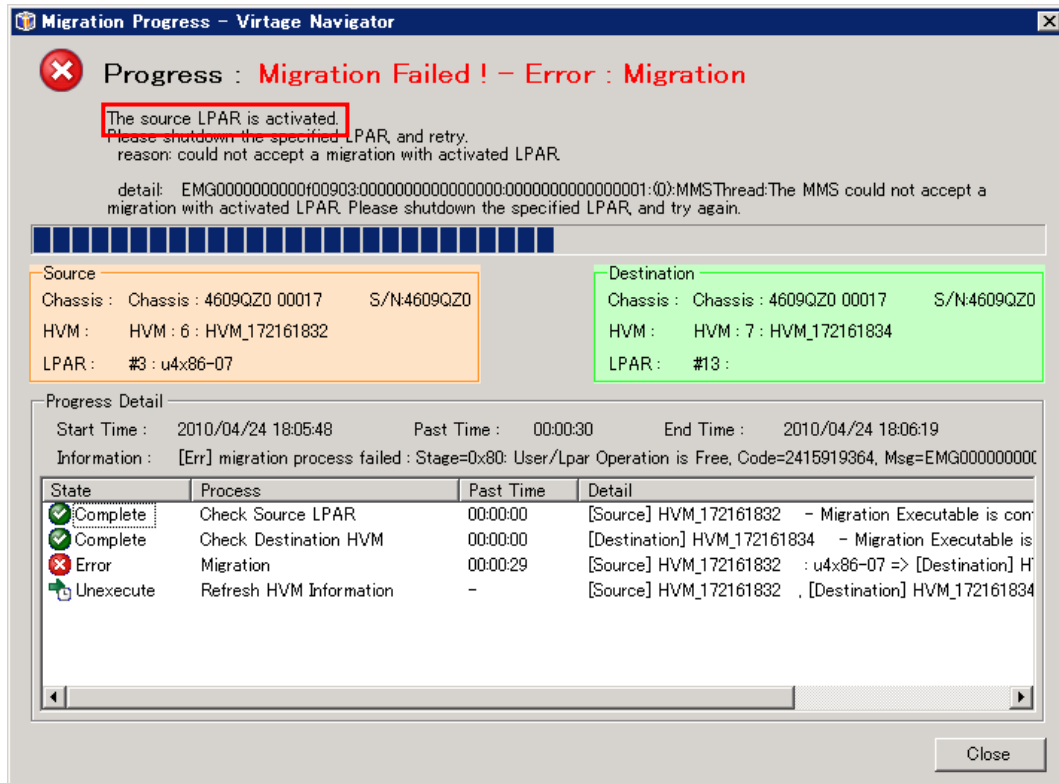 Migration Progress - Virtage Navigator
Progress : Migration Failed ! - Error : Migration
The source LPAR is activated.
Please shutdown the specified LPAR, and retry.
reason: could not accept a migration with activated LPAR.
detail: EMG0000000000f00903:0000000000000000:0000000000000001:(0):MMSThread:The MMS could not accept a
migration with activated LPAR. Please shutdown the specified LPAR, and try again.
Source
Chassis : Chassis : 4609QZ0 00017 S/N:4609QZ0
HVM : HVM : 6 : HVM_172161832
LPAR : #3 : u4x86-07
Destination
Chassis : Chassis : 4609QZ0 00017 S/N:4609QZ0
HVM : HVM : 7 : HVM_172161834
LPAR : #13 :
Progress Detail
Start Time : 2010/04/24 18:05:48 Past Time : 00:00:30 End Time : 2010/04/24 18:06:19
Information : [Err] migration process failed : Stage=0x80: User/Lpar Operation is Free, Code=2415919364, Msg=EMG000000000
State Process Past Time Detail
Complete Check Source LPAR 00:00:00 [Source] HVM_172161832 - Migration Executable is con
Complete Check Destination HVM 00:00:00 [Destination] HVM_172161834 - Migration Executable is
Error Migration 00:00:29 [Source] HVM_172161832 : u4x86-07 => [Destination] H
Unexecute Refresh HVM Information - [Source] HVM_172161832 , [Destination] HVM_172161834
Close